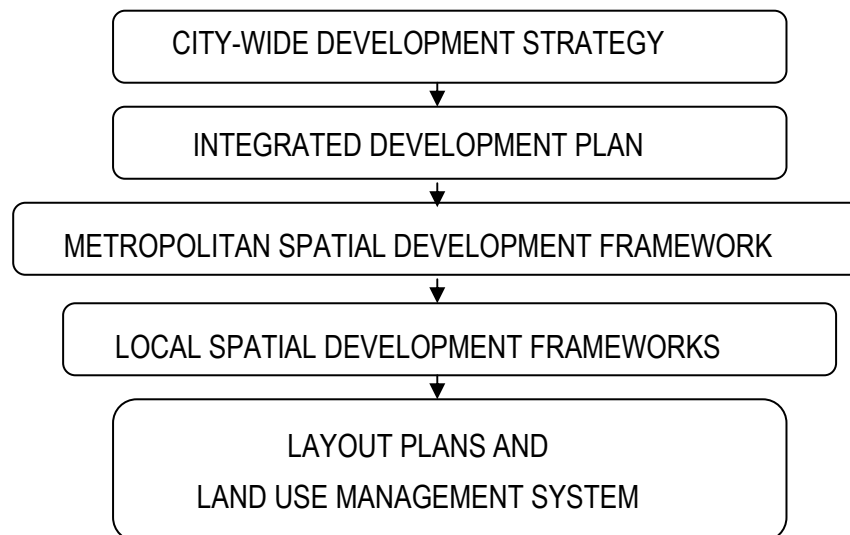 CITY-WIDE DEVELOPMENT STRATEGY
INTEGRATED DEVELOPMENT PLAN
METROPOLITAN SPATIAL DEVELOPMENT FRAMEWORK
LOCAL SPATIAL DEVELOPMENT FRAMEWORKS
LAYOUT PLANS AND
LAND USE MANAGEMENT SYSTEM